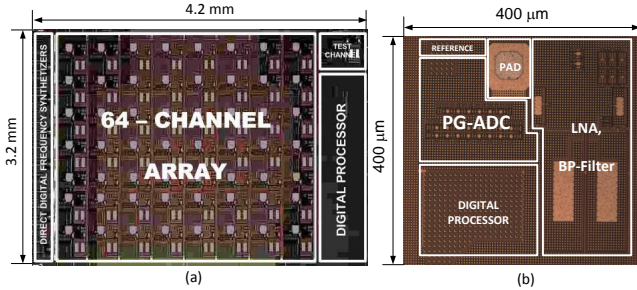 4.2 mm
3.2 mm
DIRECT DIGITAL FREQUENCY SYNTHETIZERS
64 – CHANNEL
ARRAY
TEST
CHANNEL
DIGITAL PROCESSOR
(a)
400 μm
400 μm
REFERENCE
PAD
PG-ADC
LNA,
BP-Filter
DIGITAL
PROCESSOR
(b)